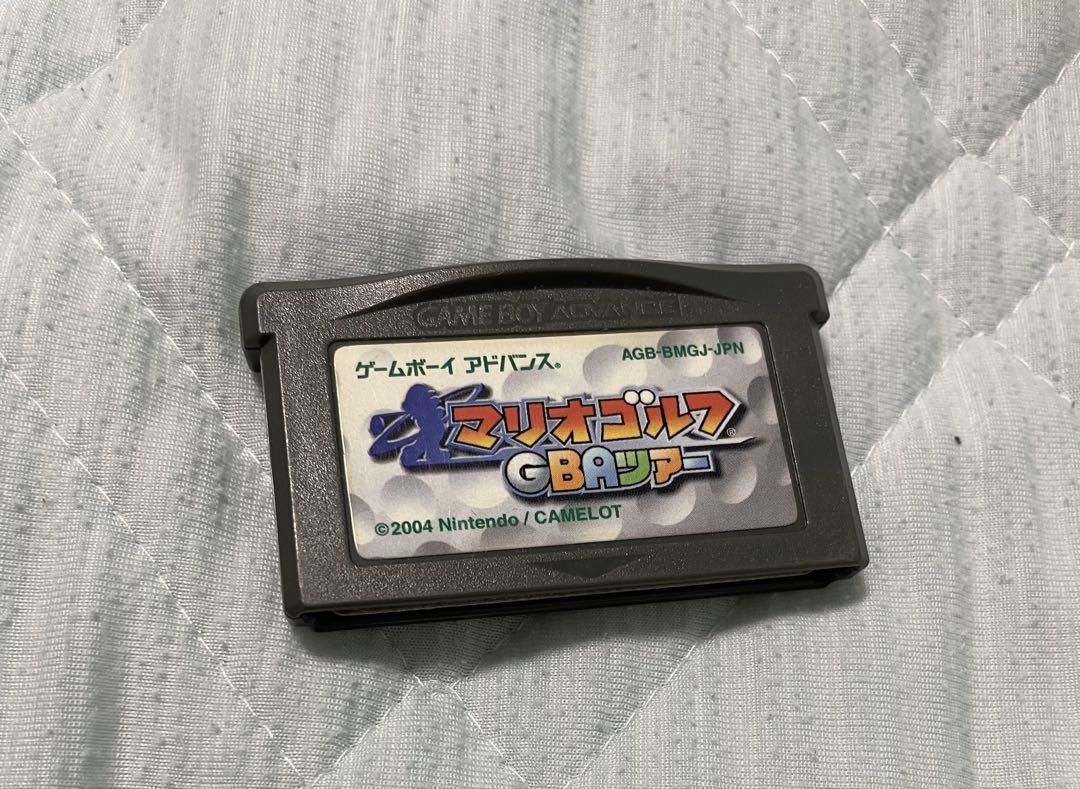 GAME BOY ADVANCE
ゲームボーイ アドバンス®
AGB-BMGJ-JPN
マリオゴルフ®
GBAツアー
©2004 Nintendo / CAMELOT